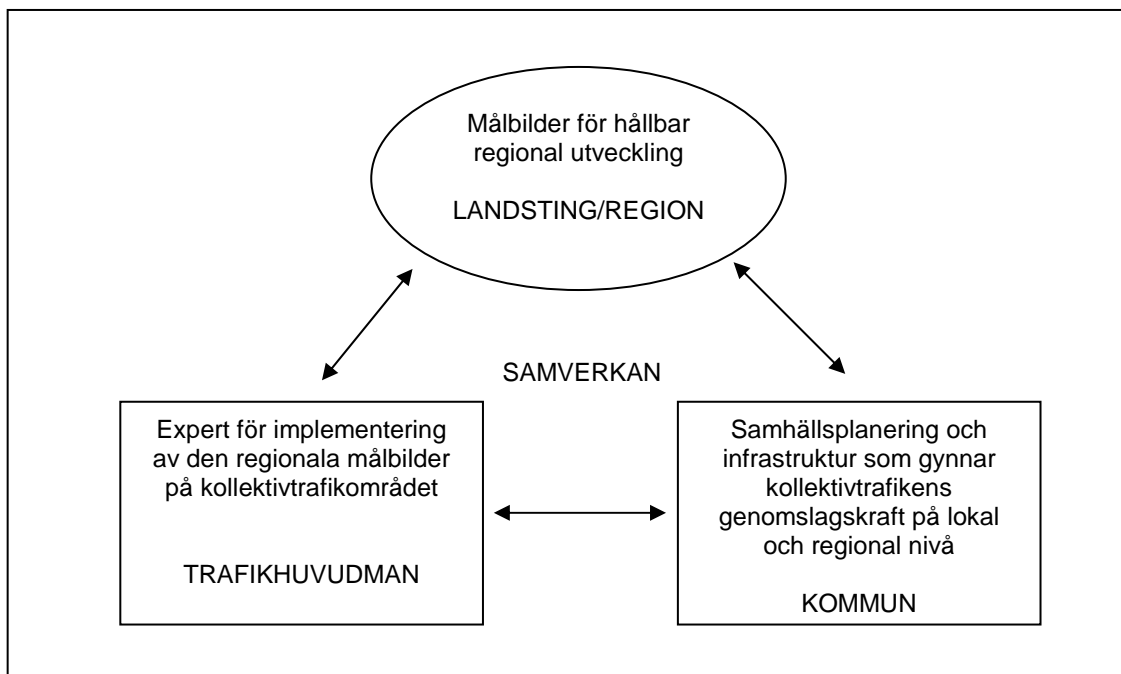 Målbilder för hållbar
regional utveckling
LANDSTING/REGION
SAMVERKAN
Expert för implementering
av den regionala målbilder
på kollektivtrafikområdet
TRAFIKHUVUDMAN
Samhällsplanering och
infrastruktur som gynnar
kollektivtrafikens
genomslagskraft på lokal
och regional nivå
KOMMUN